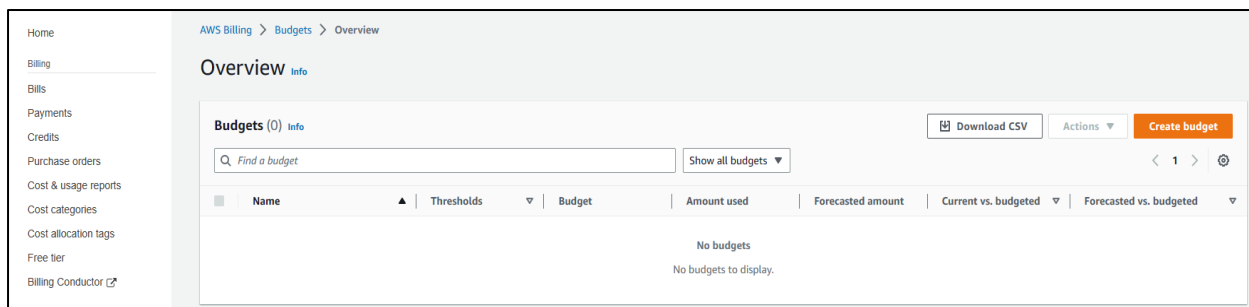 Home
Billing
Bills
Payments
Credits
Purchase orders
Cost & usage reports
Cost categories
Cost allocation tags
Free tier
Billing Conductor
AWS Billing > Budgets > Overview
Overview Info
Budgets (0) Info
Download CSV Actions Create budget
Find a budget Show all budgets
< 1 >
Name Thresholds Budget Amount used Forecasted amount Current vs. budgeted Forecasted vs. budgeted
No budgets
No budgets to display.